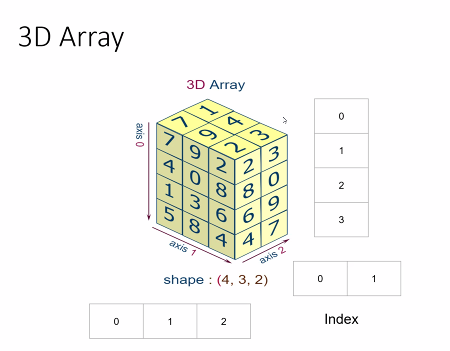 3D Array
3D Array
7 1
9 4
2 3
axis 0
7 9 2 2 3
4 0 8 8 0
1 3 6 6 9
5 8 4 4 7
0
1
2
3
axis 1
axis 2
shape : (4, 3, 2)
0 1
0 1 2
Index